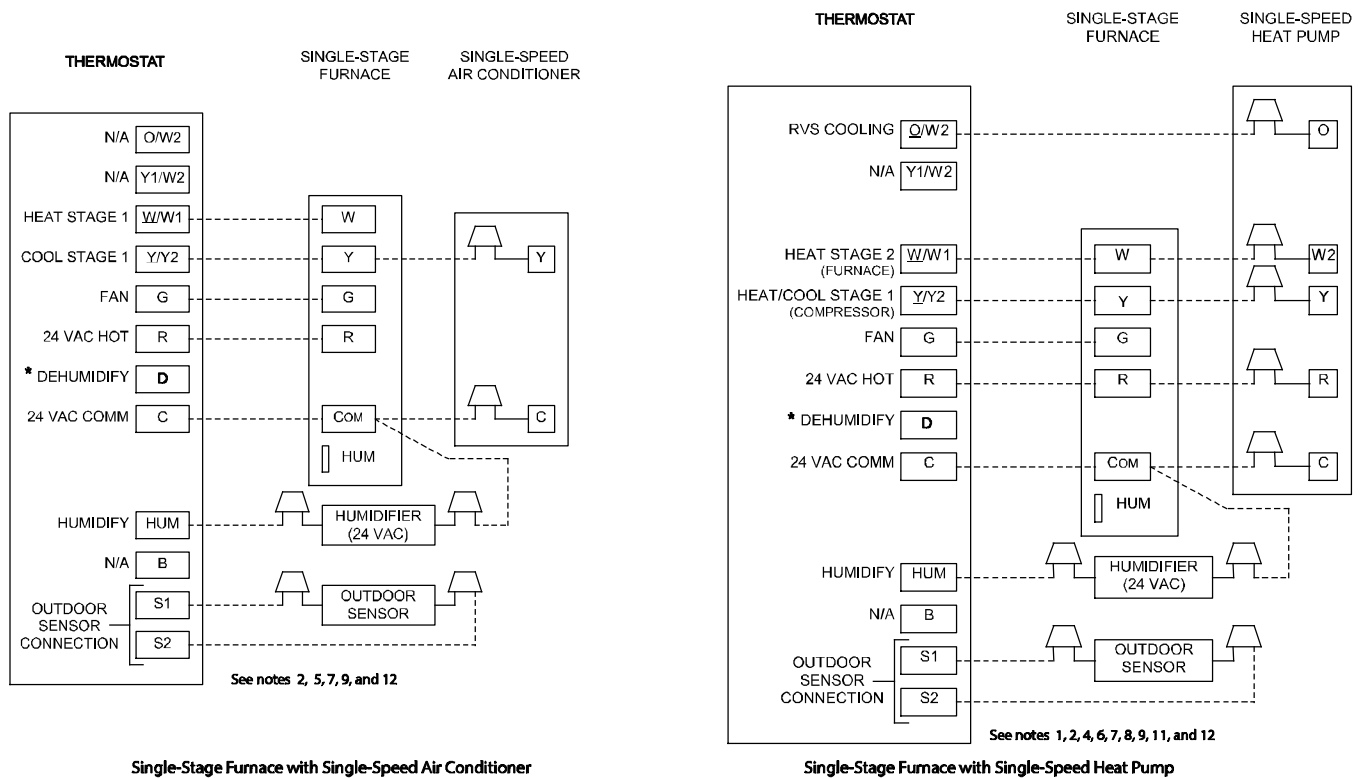 THERMOSTAT
SINGLE-STAGE
FURNACE
SINGLE-SPEED
AIR CONDITIONER
N/A O/W2
N/A Y1/W2
HEAT STAGE 1 W/W1 W
COOL STAGE 1 Y/Y2 Y Y
FAN G G
24 VAC HOT R R
* DEHUMIDIFY D
24 VAC COMM C COM C
HUM
HUMIDIFY HUM HUMIDIFIER
(24 VAC)
N/A B
OUTDOOR
SENSOR
CONNECTION
S1
S2
OUTDOOR
SENSOR
See notes 2, 5, 7, 9, and 12
Single-Stage Furnace with Single-Speed Air Conditioner
THERMOSTAT
SINGLE-STAGE
FURNACE
SINGLE-SPEED
HEAT PUMP
RVS COOLING O/W2 O
N/A Y1/W2
HEAT STAGE 2 W/W1 W W2
(FURNACE)
HEAT/COOL STAGE 1 Y/Y2 Y Y
(COMPRESSOR)
FAN G G
24 VAC HOT R R R
* DEHUMIDIFY D
24 VAC COMM C COM C
HUM
HUMIDIFY HUM HUMIDIFIER
(24 VAC)
N/A B
OUTDOOR
SENSOR
CONNECTION
S1
S2
OUTDOOR
SENSOR
See notes 1, 2, 4, 6, 7, 8, 9, 11, and 12
Single-Stage Furnace with Single-Speed Heat Pump